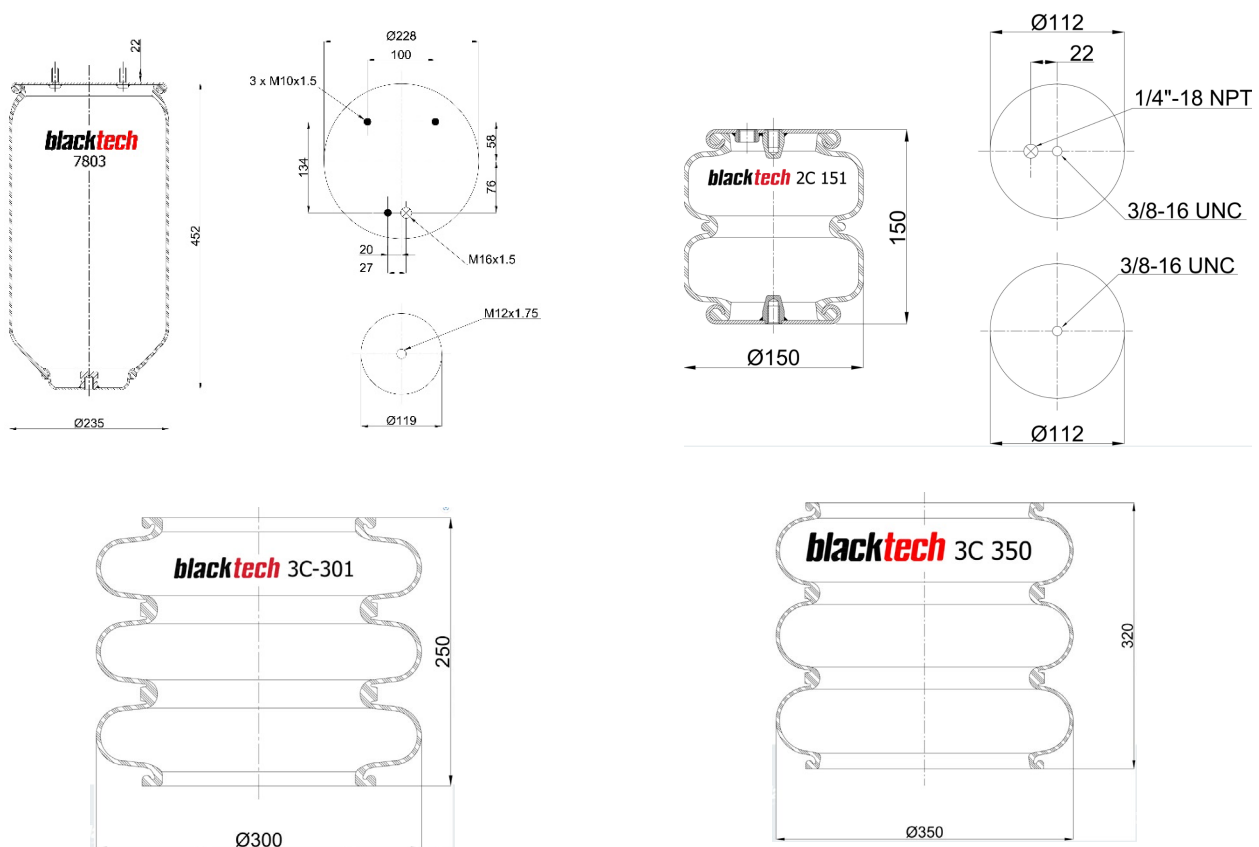 22
Ø228
100
3 x M10x1.5
blacktech
7803
134
58
76
452
20
27
M16x1.5
M12x1.75
Ø235
Ø119
Ø112
22
1/4"-18 NPT
blacktech 2C 151
150
3/8-16 UNC
3/8-16 UNC
Ø150
Ø112
blacktech 3C-301
250
Ø300
blacktech 3C 350
320
Ø350